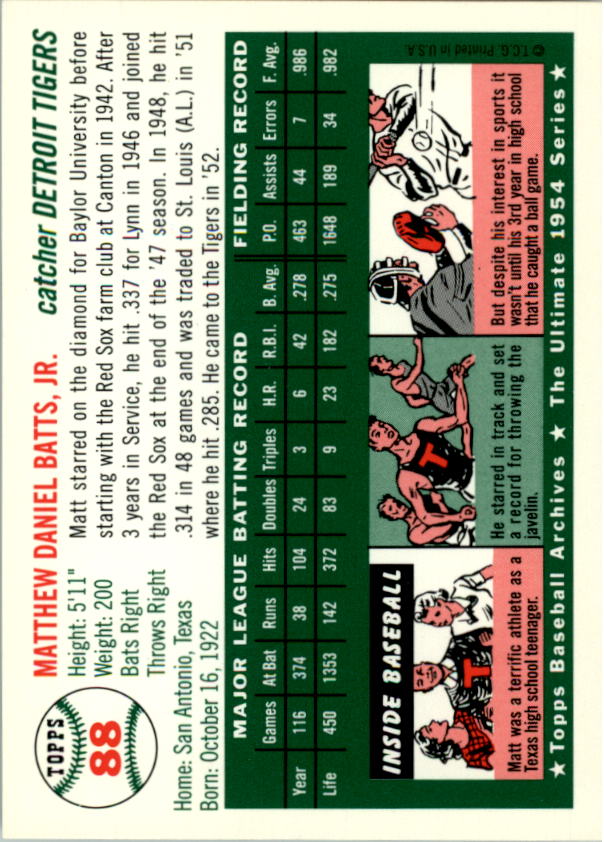 TOPPS
88
MATTHEW DANIEL BATTS, JR. catcher DETROIT TIGERS
Height: 5'11"
Weight: 200
Bats Right
Throws Right
Home: San Antonio, Texas
Born: October 16, 1922
Matt starred on the diamond for Baylor University before
starting with the Red Sox farm club at Canton in 1942. After
3 years in Service, he hit .337 for Lynn in 1946 and joined
the Red Sox at the end of the '47 season. In 1948, he hit
.314 in 48 games and was traded to St. Louis (A.L.) in '51
where he hit .285. He came to the Tigers in '52.
MAJOR LEAGUE BATTING RECORD FIELDING RECORD
Games At Bat Runs Hits Doubles Triples H.R. R.B.I. B. Avg. P.O. Assists Errors F. Avg.
Year 116 374 38 104 24 3 6 42 .278 463 44 7 .986
Life 450 1353 142 372 83 9 23 182 .275 1648 189 34 .982
INSIDE BASEBALL
T
Matt was a terrific athlete as a
Texas high school teenager.
T
He starred in track and set
a record for throwing the
javelin.
But despite his interest in sports it
wasn't until his 3rd year in high school
that he caught a ball game.
© T.C.G. Printed in U.S.A.
★ Topps Baseball Archives ★ The Ultimate 1954 Series ★